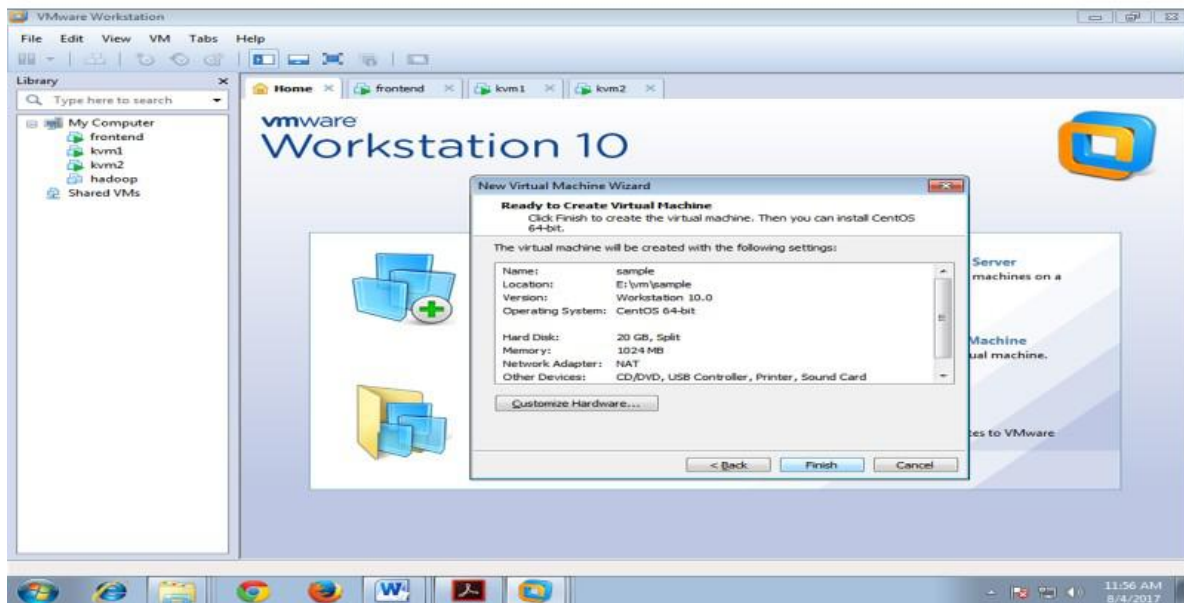 VMware Workstation
File Edit View VM Tabs Help
Library
Type here to search
My Computer
frontend
kvm1
kvm2
hadoop
Shared VMs
Home
frontend
kvm1
kvm2
vmware
Workstation 10
New Virtual Machine Wizard
Ready to Create Virtual Machine
Click Finish to create the virtual machine. Then you can install CentOS
64-bit.
The virtual machine will be created with the following settings:
Name: sample
Location: E:\vm\sample
Version: Workstation 10.0
Operating System: CentOS 64-bit
Hard Disk: 20 GB, Split
Memory: 1024 MB
Network Adapter: NAT
Other Devices: CD/DVD, USB Controller, Printer, Sound Card
Customize Hardware...
< Back Finish Cancel
Server
machines on a
Machine
ual machine.
tes to VMware
11:56 AM
8/4/2017